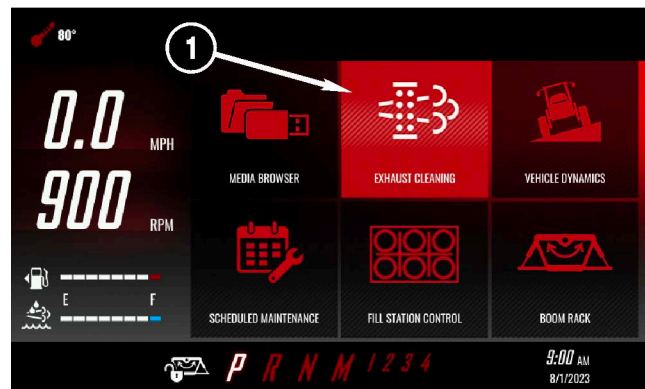 80°
1
0.0 MPH
900 RPM
E F
MEDIA BROWSER
EXHAUST CLEANING
VEHICLE DYNAMICS
SCHEDULED MAINTENANCE
FILL STATION CONTROL
BOOM RACK
P R N M 1 2 3 4
9:00 AM
8/1/2023